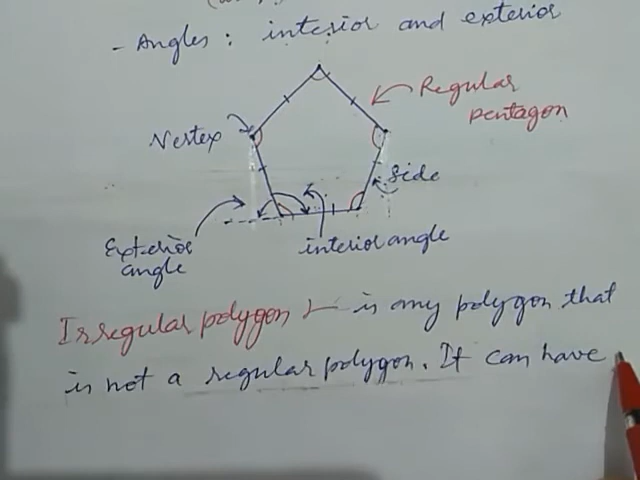 - Angles : interior and exterior
Regular
pentagon
Vertex
Side
Exterior
angle
interior angle
Irregular polygon :- is any polygon that
is not a regular polygon. It can have